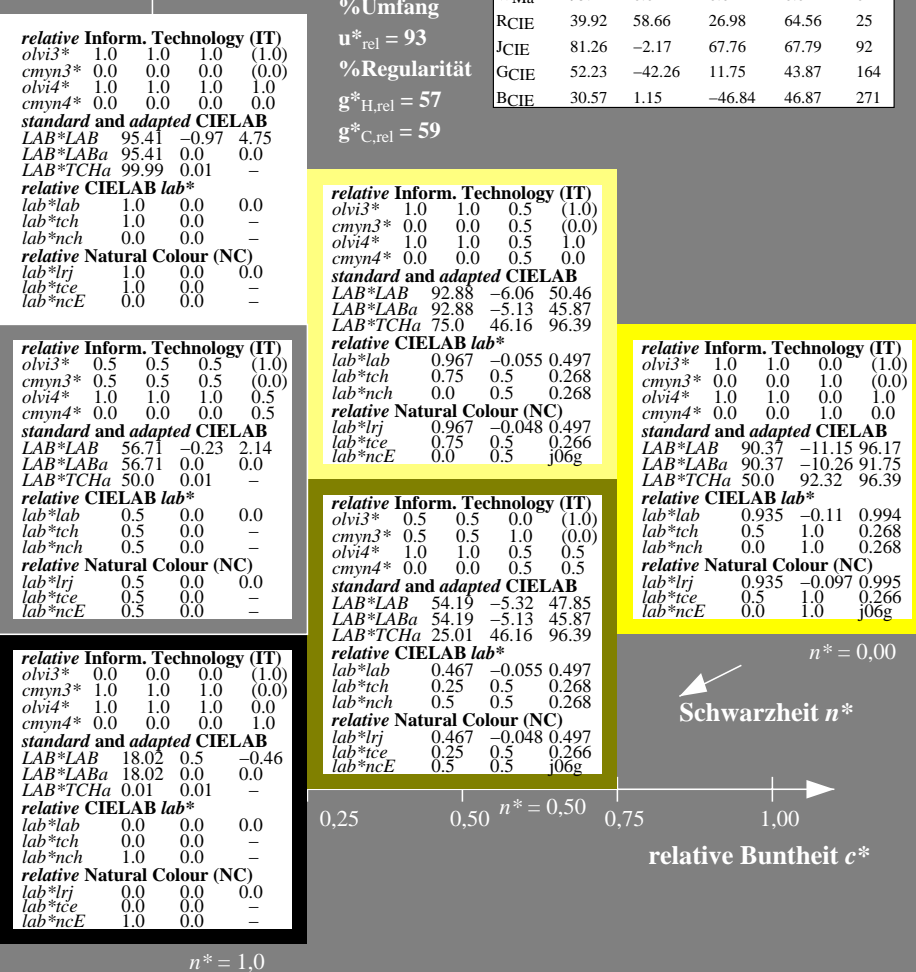 %Umfang
u*rel = 93
%Regularität
g*H,rel = 57
g*C,rel = 59
RCIE 39.92 58.66 26.98 64.56 25
JCIE 81.26 –2.17 67.76 67.79 92
GCIE 52.23 –42.26 11.75 43.87 164
BCIE 30.57 1.15 –46.84 46.87 271
relative Inform. Technology (IT)
olvi3* 1.0 1.0 1.0 (1.0)
cmyn3* 0.0 0.0 0.0 (0.0)
olvi4* 1.0 1.0 1.0 1.0
cmyn4* 0.0 0.0 0.0 0.0
standard and adapted CIELAB
LAB*LAB 95.41 –0.97 4.75
LAB*LABa 95.41 0.0 0.0
LAB*TCHa 99.99 0.01 –
relative CIELAB lab*
lab*lab 1.0 0.0 0.0
lab*tch 1.0 0.0 –
lab*nch 0.0 0.0 –
relative Natural Colour (NC)
lab*lrj 1.0 0.0 0.0
lab*tce 1.0 0.0 –
lab*ncE 0.0 0.0 –
relative Inform. Technology (IT)
olvi3* 1.0 1.0 0.5 (1.0)
cmyn3* 0.0 0.0 0.5 (0.0)
olvi4* 1.0 1.0 0.5 1.0
cmyn4* 0.0 0.0 0.5 0.0
standard and adapted CIELAB
LAB*LAB 92.88 –6.06 50.46
LAB*LABa 92.88 –5.13 45.87
LAB*TCHa 75.0 46.16 96.39
relative CIELAB lab*
lab*lab 0.967 –0.055 0.497
lab*tch 0.75 0.5 0.268
lab*nch 0.0 0.5 0.268
relative Natural Colour (NC)
lab*lrj 0.967 –0.048 0.497
lab*tce 0.75 0.5 0.266
lab*ncE 0.0 0.5 j06g
relative Inform. Technology (IT)
olvi3* 0.5 0.5 0.5 (1.0)
cmyn3* 0.5 0.5 0.5 (0.0)
olvi4* 1.0 1.0 1.0 0.5
cmyn4* 0.0 0.0 0.0 0.5
standard and adapted CIELAB
LAB*LAB 56.71 –0.23 2.14
LAB*LABa 56.71 0.0 0.0
LAB*TCHa 50.0 0.01 –
relative CIELAB lab*
lab*lab 0.5 0.0 0.0
lab*tch 0.5 0.0 –
lab*nch 0.5 0.0 –
relative Natural Colour (NC)
lab*lrj 0.5 0.0 0.0
lab*tce 0.5 0.0 –
lab*ncE 0.5 0.0 –
relative Inform. Technology (IT)
olvi3* 1.0 1.0 0.0 (1.0)
cmyn3* 0.0 0.0 1.0 (0.0)
olvi4* 1.0 1.0 0.0 1.0
cmyn4* 0.0 0.0 1.0 0.0
standard and adapted CIELAB
LAB*LAB 90.37 –11.15 96.17
LAB*LABa 90.37 –10.26 91.75
LAB*TCHa 50.0 92.32 96.39
relative CIELAB lab*
lab*lab 0.935 –0.11 0.994
lab*tch 0.5 1.0 0.268
lab*nch 0.0 1.0 0.268
relative Natural Colour (NC)
lab*lrj 0.935 –0.097 0.995
lab*tce 0.5 1.0 0.266
lab*ncE 0.0 1.0 j06g
relative Inform. Technology (IT)
olvi3* 0.5 0.5 0.0 (1.0)
cmyn3* 0.5 0.5 1.0 (0.0)
olvi4* 1.0 1.0 0.5 0.5
cmyn4* 0.0 0.0 0.5 0.5
standard and adapted CIELAB
LAB*LAB 54.19 –5.32 47.85
LAB*LABa 54.19 –5.13 45.87
LAB*TCHa 25.01 46.16 96.39
relative CIELAB lab*
lab*lab 0.467 –0.055 0.497
lab*tch 0.25 0.5 0.268
lab*nch 0.5 0.5 0.268
relative Natural Colour (NC)
lab*lrj 0.467 –0.048 0.497
lab*tce 0.25 0.5 0.266
lab*ncE 0.5 0.5 j06g
n* = 0,00
Schwarzheit n*
relative Inform. Technology (IT)
olvi3* 0.0 0.0 0.0 (1.0)
cmyn3* 1.0 1.0 1.0 (0.0)
olvi4* 1.0 1.0 1.0 0.0
cmyn4* 0.0 0.0 0.0 1.0
standard and adapted CIELAB
LAB*LAB 18.02 0.5 –0.46
LAB*LABa 18.02 0.0 0.0
LAB*TCHa 0.01 0.01 –
relative CIELAB lab*
lab*lab 0.0 0.0 0.0
lab*tch 0.0 0.0 –
lab*nch 1.0 0.0 –
relative Natural Colour (NC)
lab*lrj 0.0 0.0 0.0
lab*tce 0.0 0.0 –
lab*ncE 1.0 0.0 –
n* = 0,50
0,25 0,50 0,75 1,00
relative Buntheit c*
n* = 1,0